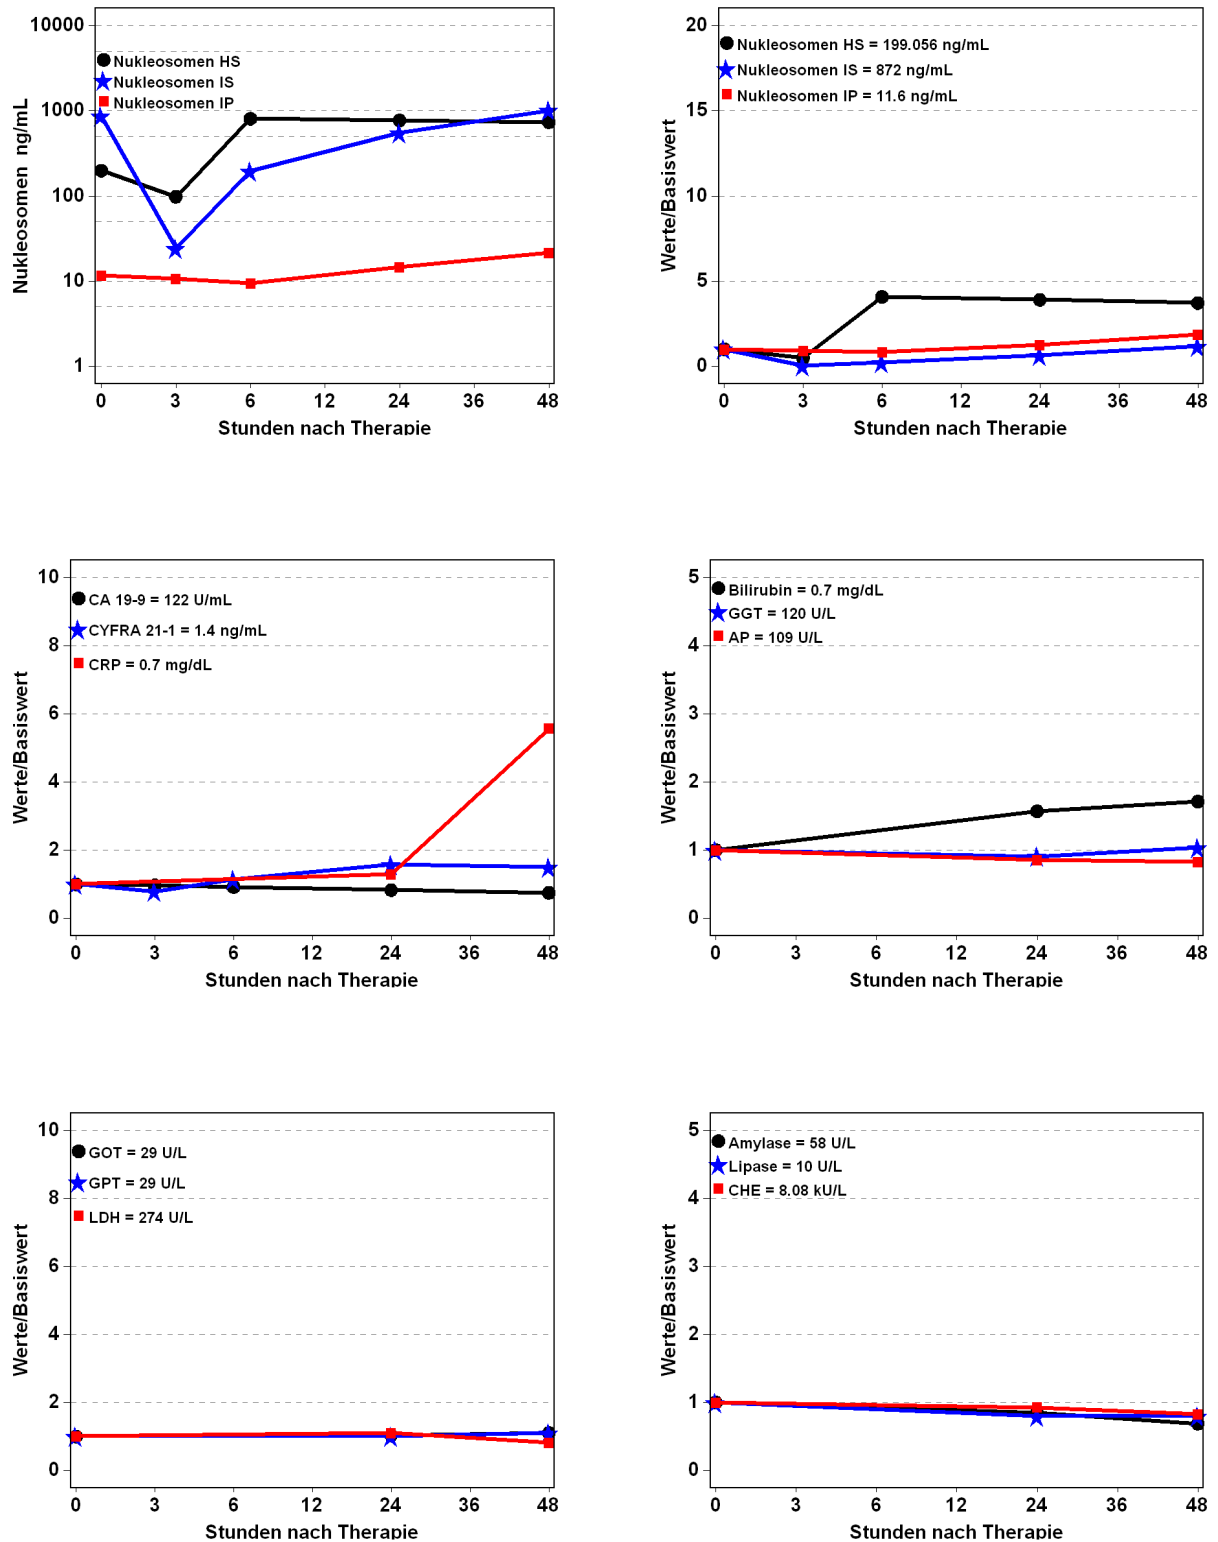 10000
1000
100
10
1
Nukleosomen ng/mL
Nukleosomen HS
Nukleosomen IS
Nukleosomen IP
0 3 6 12 24 36 48
Stunden nach Therapie
20
15
10
5
0
Werte/Basiswert
Nukleosomen HS = 199.056 ng/mL
Nukleosomen IS = 872 ng/mL
Nukleosomen IP = 11.6 ng/mL
0 3 6 12 24 36 48
Stunden nach Therapie
10
8
6
4
2
0
Werte/Basiswert
CA 19-9 = 122 U/mL
CYFRA 21-1 = 1.4 ng/mL
CRP = 0.7 mg/dL
0 3 6 12 24 36 48
Stunden nach Therapie
5
4
3
2
1
0
Werte/Basiswert
Bilirubin = 0.7 mg/dL
GGT = 120 U/L
AP = 109 U/L
0 3 6 12 24 36 48
Stunden nach Therapie
10
8
6
4
2
0
Werte/Basiswert
GOT = 29 U/L
GPT = 29 U/L
LDH = 274 U/L
0 3 6 12 24 36 48
Stunden nach Therapie
5
4
3
2
1
0
Werte/Basiswert
Amylase = 58 U/L
Lipase = 10 U/L
CHE = 8.08 kU/L
0 3 6 12 24 36 48
Stunden nach Therapie